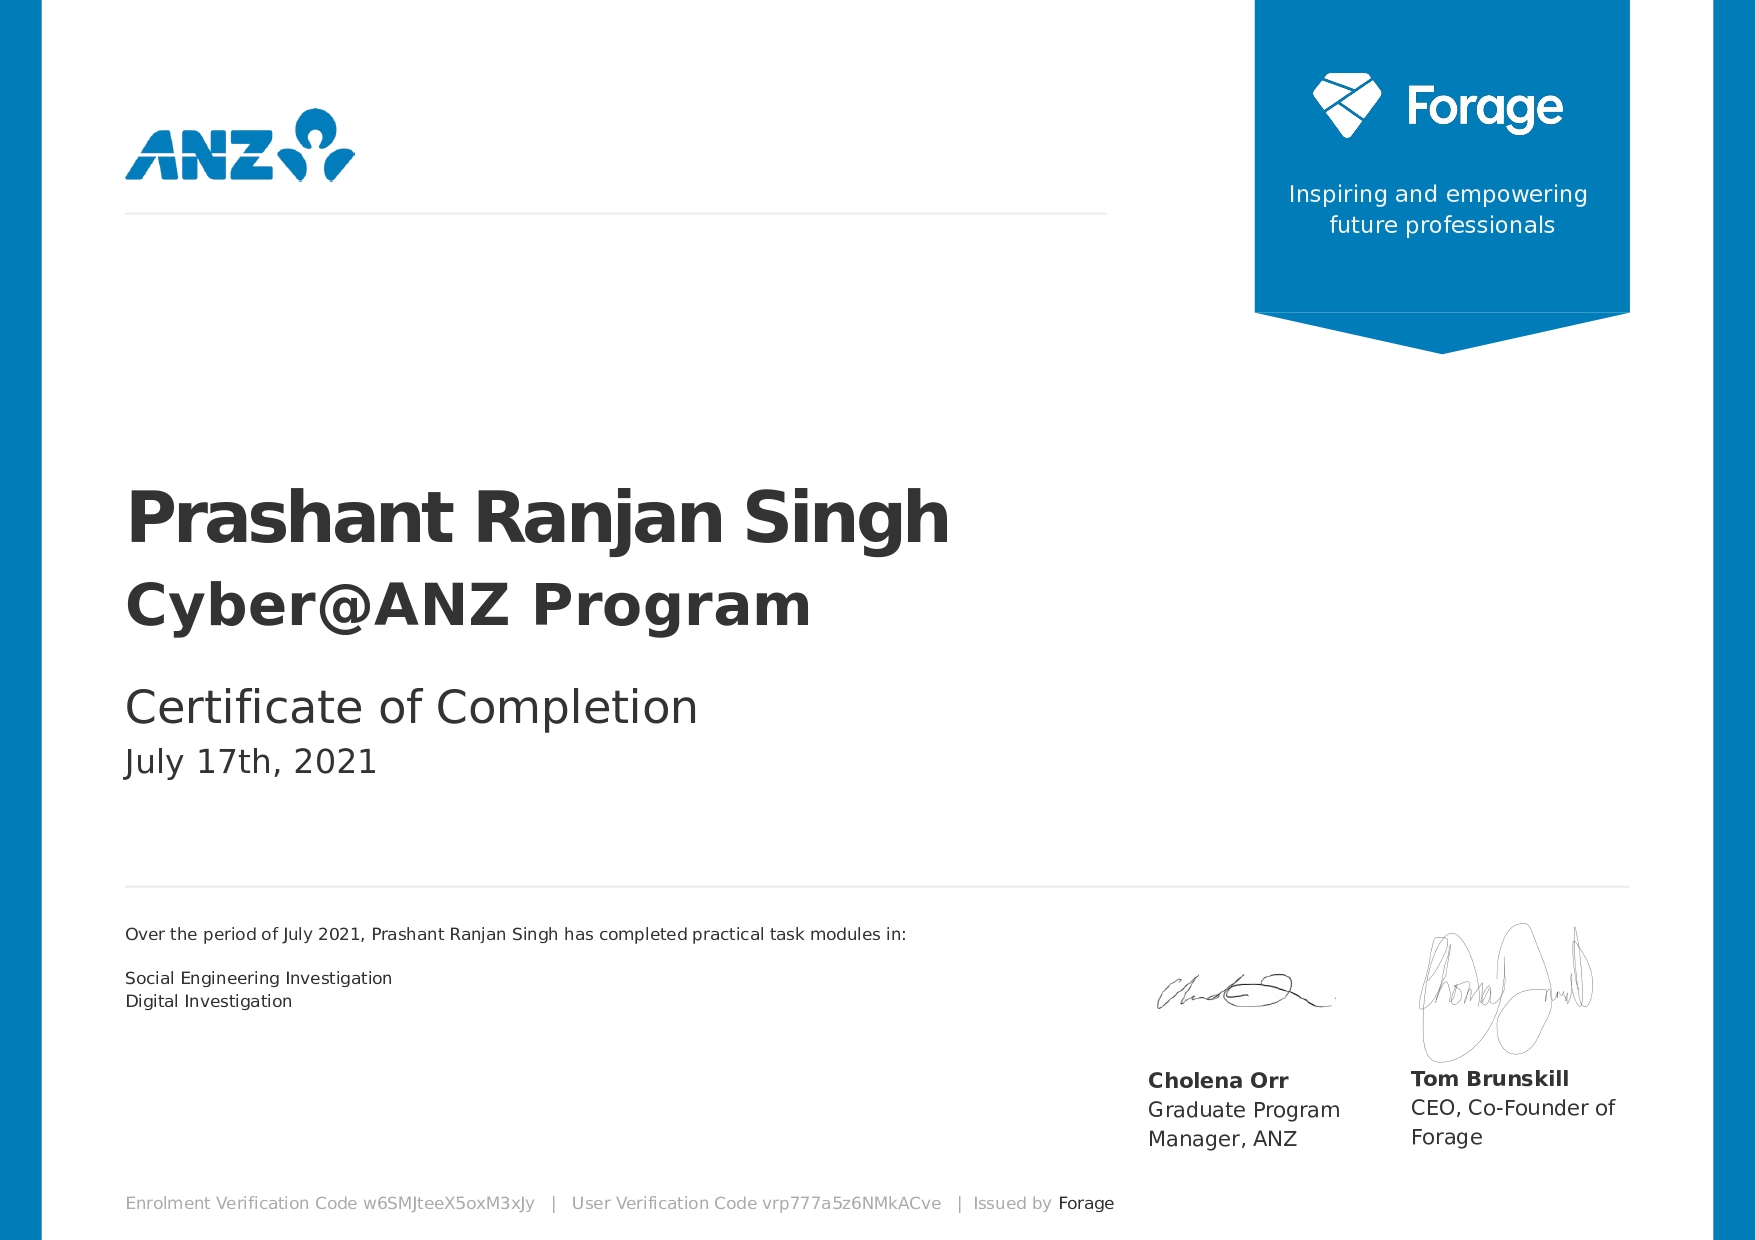 ANZ
Forage
Inspiring and empowering
future professionals
Prashant Ranjan Singh
Cyber@ANZ Program
Certificate of Completion
July 17th, 2021
Over the period of July 2021, Prashant Ranjan Singh has completed practical task modules in:
Social Engineering Investigation
Digital Investigation
Cholena Orr
Graduate Program
Manager, ANZ
Tom Brunskill
CEO, Co-Founder of
Forage
Enrolment Verification Code w6SMJteeX5oxM3xJy | User Verification Code vrp777a5z6NMkACve | Issued by Forage